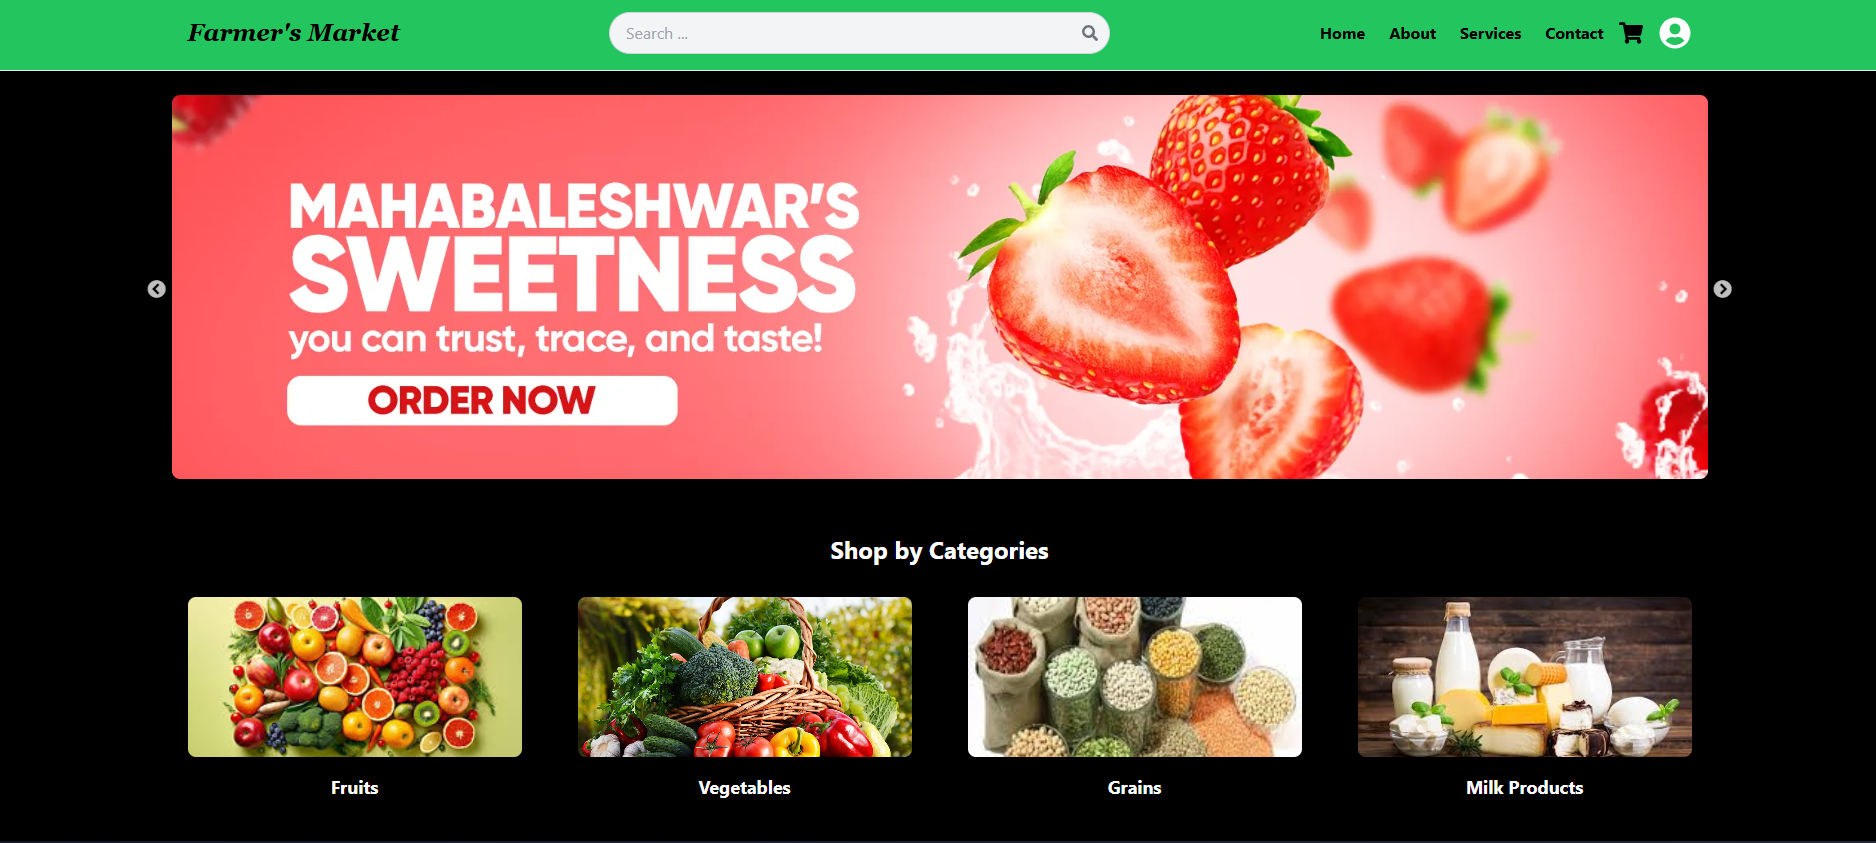 Farmer's Market
Search ...
Home About Services Contact
MAHABALESHWAR'S
SWEETNESS
you can trust, trace, and taste!
ORDER NOW
Shop by Categories
Fruits
Vegetables
Grains
Milk Products